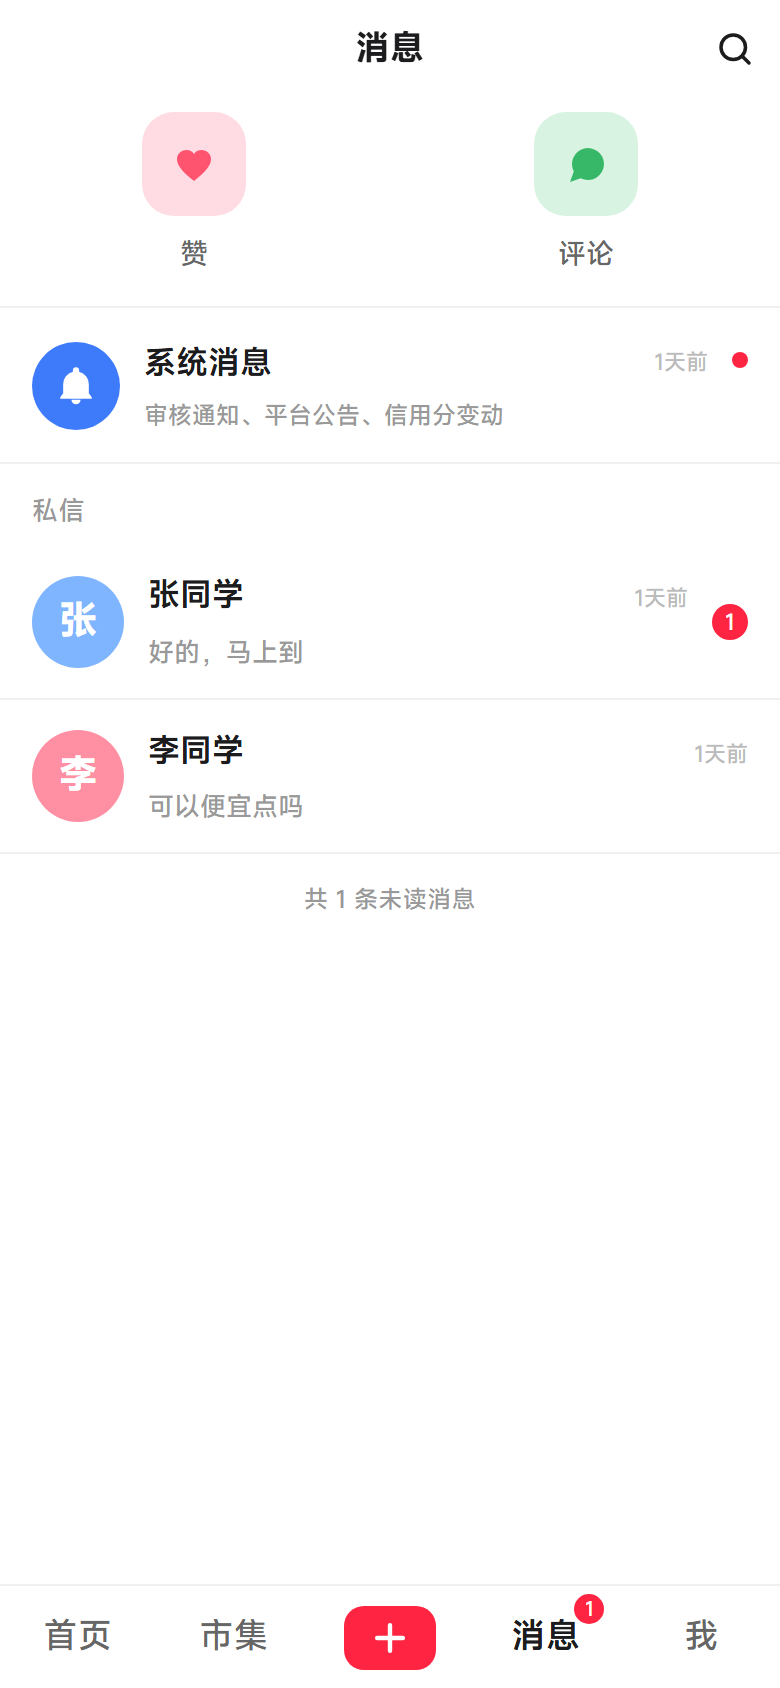 消息
赞
评论
系统消息
1天前
审核通知、平台公告、信用分变动
私信
张
张同学
1天前
好的，马上到
1
李
李同学
1天前
可以便宜点吗
共 1 条未读消息
首页
市集
消息
1
我